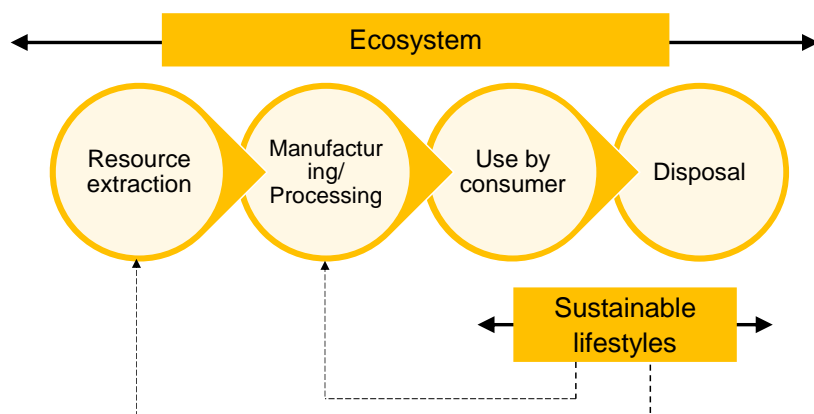 Ecosystem
Resource
extraction
Manufactur
ing/
Processing
Use by
consumer
Disposal
Sustainable
lifestyles